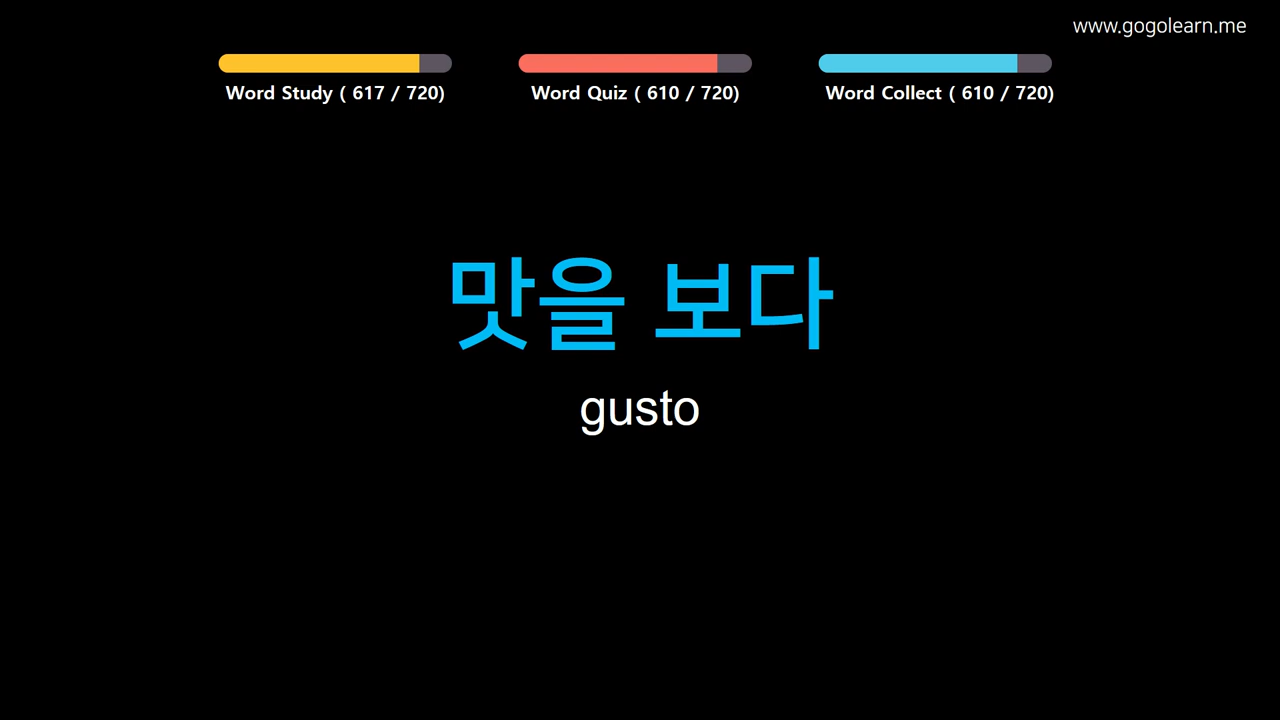 www.gogolearn.me
Word Study ( 617 / 720)
Word Quiz ( 610 / 720)
Word Collect ( 610 / 720)
맛을 보다
gusto